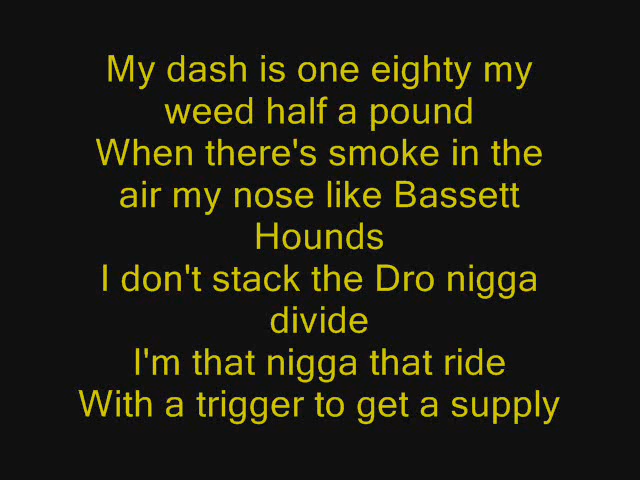 My dash is one eighty my
weed half a pound
When there's smoke in the
air my nose like Bassett
Hounds
I don't stack the Dro nigga
divide
I'm that nigga that ride
With a trigger to get a supply